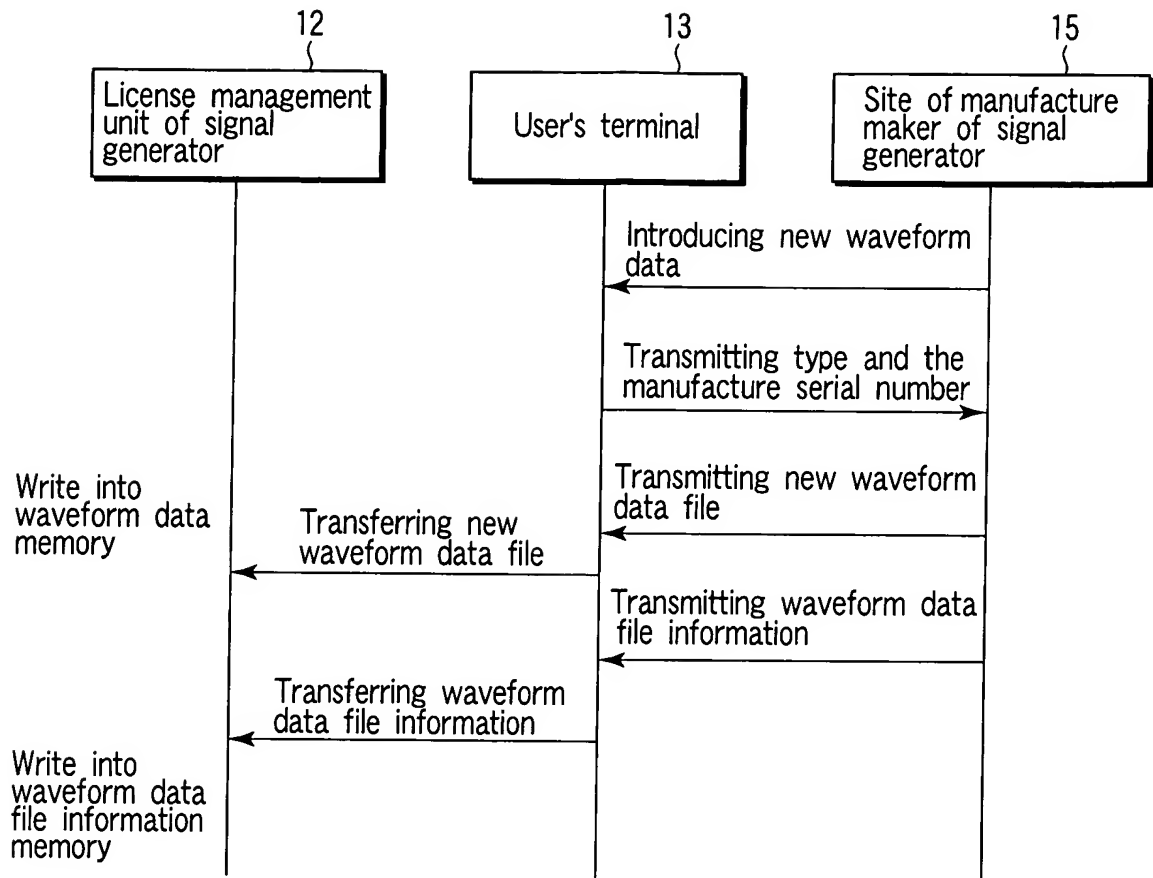 12
13
15
License management
unit of signal
generator
User's terminal
Site of manufacture
maker of signal
generator
Introducing new waveform
data
Transmitting type and the
manufacture serial number
Transmitting new waveform
data file
Write into
waveform data
memory
Transferring new
waveform data file
Transmitting waveform data
file information
Transferring waveform
data file information
Write into
waveform data
file information
memory